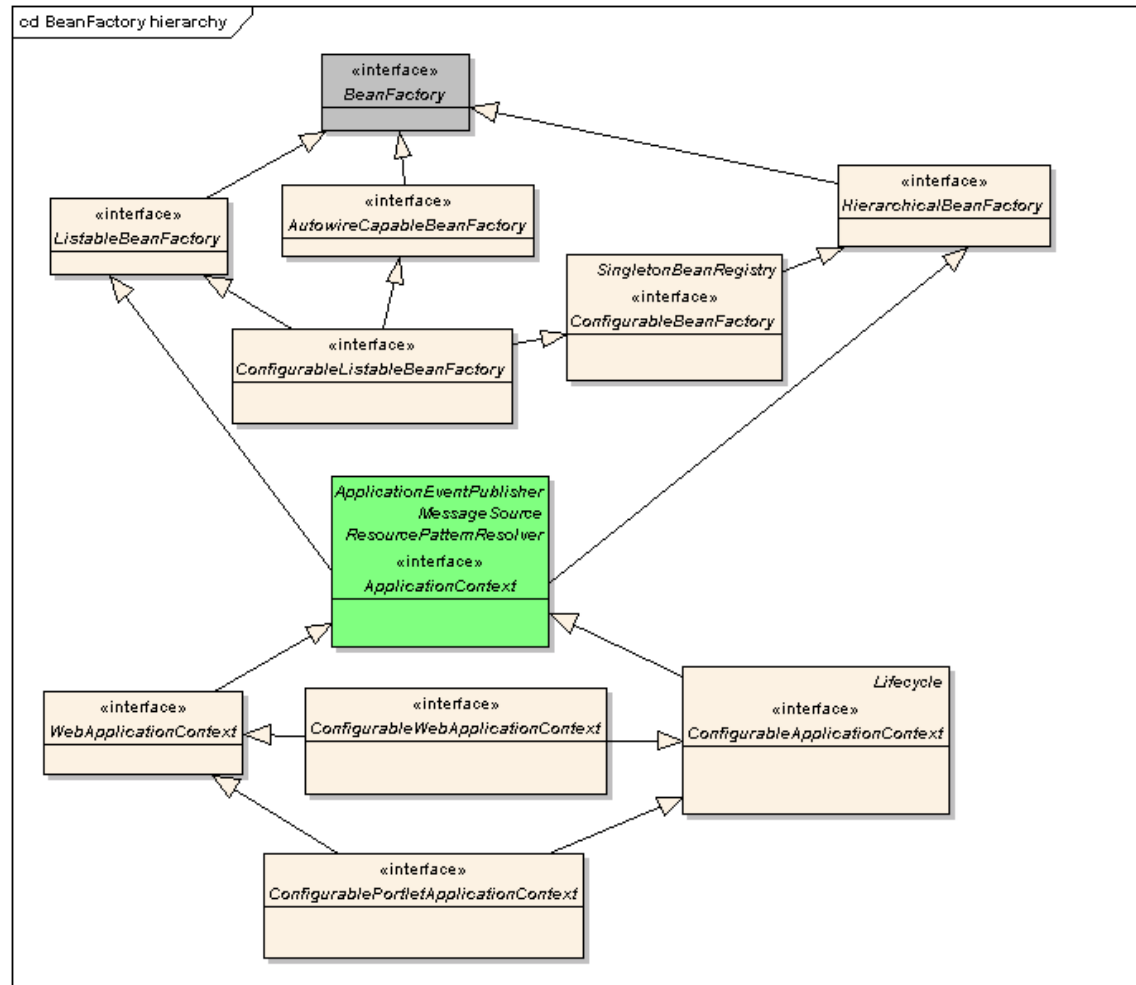 cd BeanFactory hierarchy
«interface»
BeanFactory
«interface»
ListableBeanFactory
«interface»
AutowireCapableBeanFactory
«interface»
HierarchicalBeanFactory
SingletonBeanRegistry
«interface»
ConfigurableBeanFactory
«interface»
ConfigurableListableBeanFactory
ApplicationEventPublisher
MessageSource
ResourcePatternResolver
«interface»
ApplicationContext
«interface»
WebApplicationContext
«interface»
ConfigurableWebApplicationContext
Lifecycle
«interface»
ConfigurableApplicationContext
«interface»
ConfigurablePortletApplicationContext